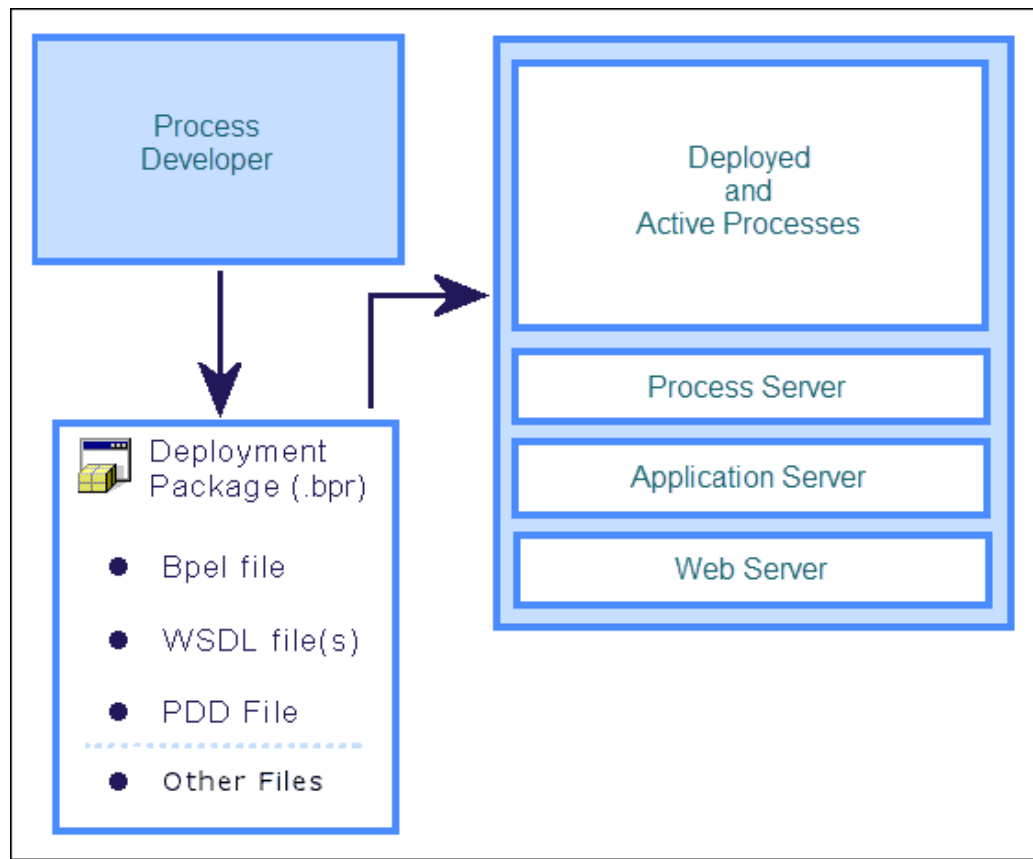 Process
Developer
Deployment
Package (.bpr)
Bpel file
WSDL file(s)
PDD File
Other Files
Deployed
and
Active Processes
Process Server
Application Server
Web Server